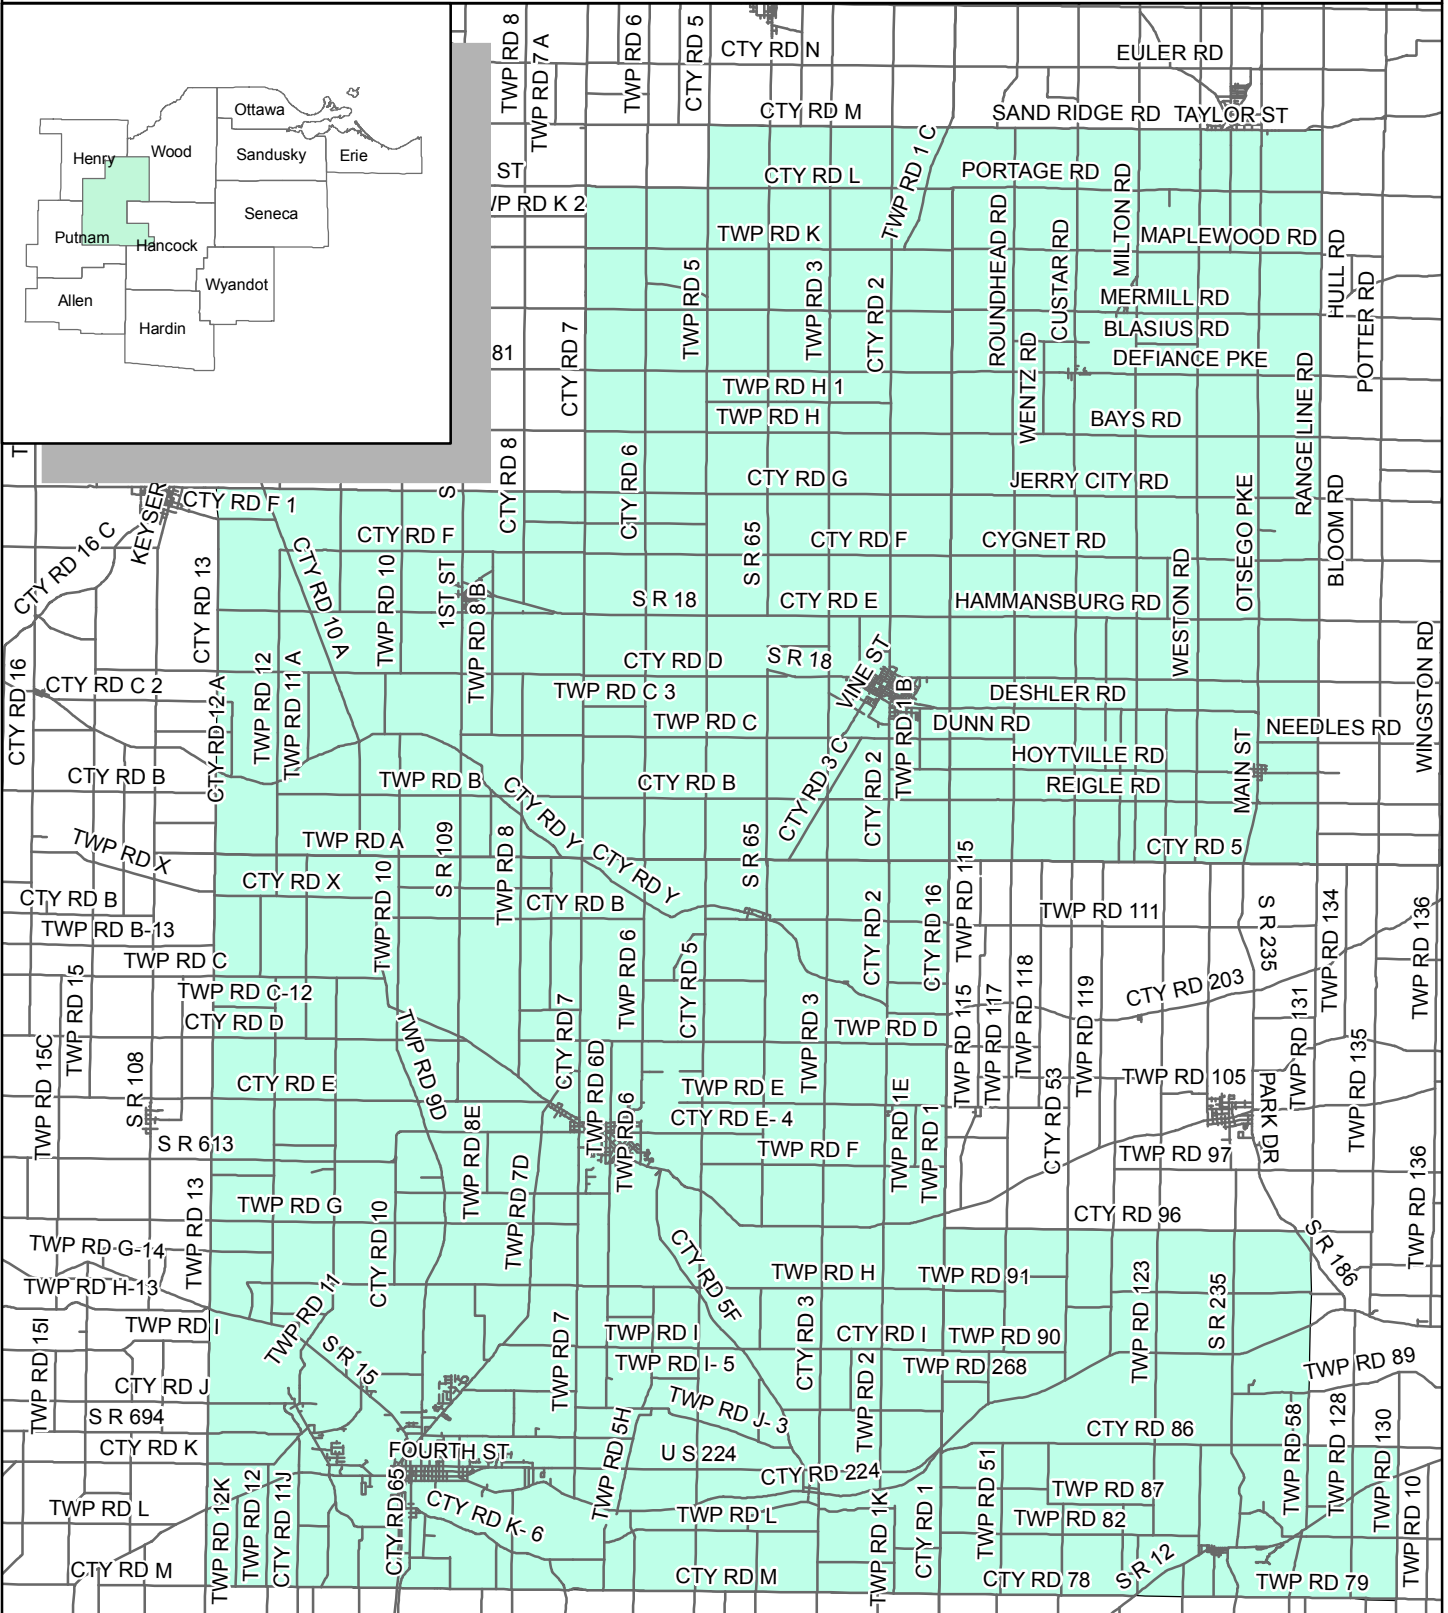 Ottawa
Wood
Henry
Sandusky
Erie
Seneca
Putnam
Hancock
Wyandot
Allen
Hardin
TWP RD 8
TWP RD 7 A
TWP RD 6
CTY RD 5
CTY RD N
EULER RD
CTY RD M
SAND RIDGE RD
TAYLOR ST
ST
CTY RD L
TWP RD 1 C
PORTAGE RD
MILTON RD
WP RD K 2
TWP RD K
ROUNDHEAD RD
CUSTAR RD
MAPLEWOOD RD
HULL RD
POTTER RD
TWP RD 5
TWP RD 3
CTY RD 2
MERMILL RD
BLASIUS RD
DEFIANCE PKE
81
CTY RD 7
TWP RD H 1
TWP RD H
WENTZ RD
BAYS RD
RANGE LINE RD
T
CTY RD 8
CTY RD 6
CTY RD G
JERRY CITY RD
OTSEGO PKE
BLOOM RD
S
KEYSER
CTY RD F 1
CTY RD 16 C
CTY RD F
S R 65
CTY RD F
CYGNET RD
CTY RD 13
CTY RD 10 A
TWP RD 10
1ST ST
TWP RD 8 B
S R 18
CTY RD E
HAMMANSBURG RD
WESTON RD
CTY RD 16
CTY RD C 2
CTY RD 12 A
TWP RD 12
TWP RD 11 A
CTY RD D
S R 18
VINE ST
TWP RD C 3
TWP RD C
TWP RD 1B
DESHLER RD
DUNN RD
NEEDLES RD
WINGSTON RD
HOYTVILLE RD
MAIN ST
CTY RD B
TWP RD B
CTY RD B
CTY RD 3 C
CTY RD 2
REIGLE RD
CTY RD Y
TWP RD X
TWP RD A
S R 109
TWP RD 8
CTY RD Y
S R 65
TWP RD 115
CTY RD 5
TWP RD 10
CTY RD X
CTY RD B
CTY RD B
CTY RD 2
CTY RD 16
TWP RD 111
S R 235
TWP RD 134
TWP RD 136
TWP RD B-13
TWP RD C
TWP RD 6
CTY RD 5
TWP RD 15
TWP RD C-12
CTY RD D
CTY RD 7
TWP RD 3
TWP RD D
TWP RD 115
TWP RD 117
TWP RD 118
TWP RD 119
CTY RD 203
TWP RD 131
TWP RD 135
TWP RD 15C
S R 108
TWP RD 9D
CTY RD E
TWP RD 6D
TWP RD E
CTY RD E- 4
TWP RD 6
TWP RD 1E
TWP RD 1
CTY RD 53
TWP RD 105
PARK DR
S R 613
TWP RD 8E
TWP RD 7D
TWP RD F
TWP RD 97
TWP RD 136
TWP RD 13
TWP RD G
CTY RD 10
CTY RD 96
TWP RD G-14
CTY RD 5F
S R 186
TWP RD H-13
TWP RD 11
TWP RD H
TWP RD 91
TWP RD 123
S R 235
TWP RD I
TWP RD 15I
S R 15
TWP RD 7
TWP RD I
CTY RD 3
CTY RD I
TWP RD 90
TWP RD I- 5
TWP RD 2
TWP RD 268
TWP RD 89
CTY RD J
S R 694
TWP RD J- 3
TWP RD 5H
CTY RD 86
TWP RD 58
TWP RD 128
TWP RD 130
CTY RD K
FOURTH ST
U S 224
CTY RD 224
TWP RD 51
TWP RD 87
TWP RD 10
TWP RD L
TWP RD 12K
TWP RD 12
CTY RD 11J
CTY RD 65
CTY RD K- 6
TWP RD L
TWP RD 1K
CTY RD 1
TWP RD 82
CTY RD M
CTY RD M
CTY RD 78
S R 12
TWP RD 79